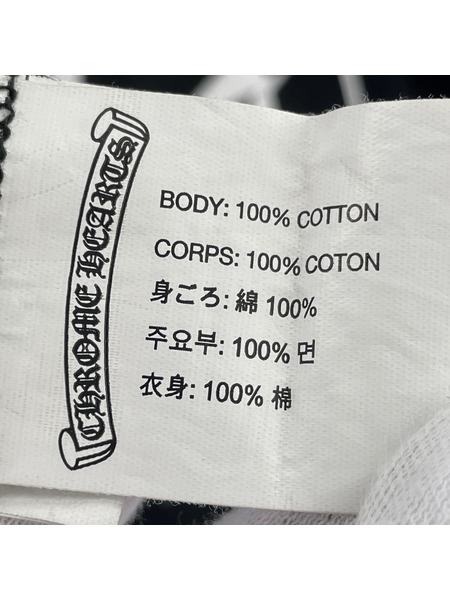 CHROME HEARTS
BODY: 100% COTTON
CORPS: 100% COTON
身ごろ: 綿 100%
주요부: 100% 면
衣身: 100% 棉